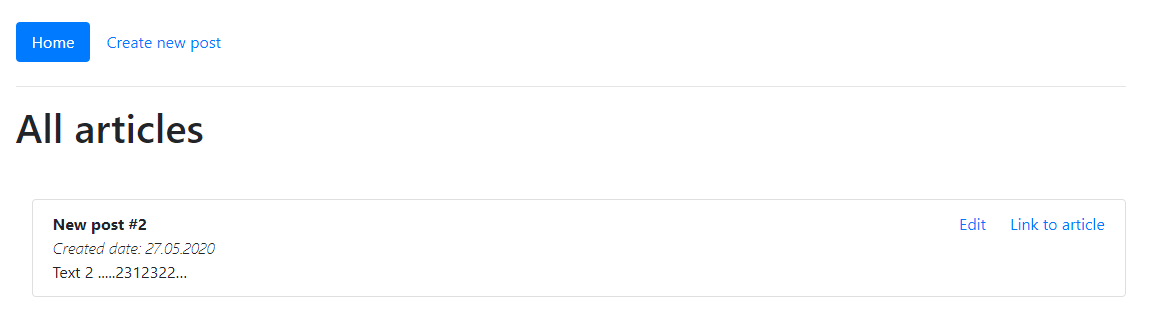 Home Create new post
All articles
New post #2 Edit Link to article
Created date: 27.05.2020
Text 2 .....2312322...